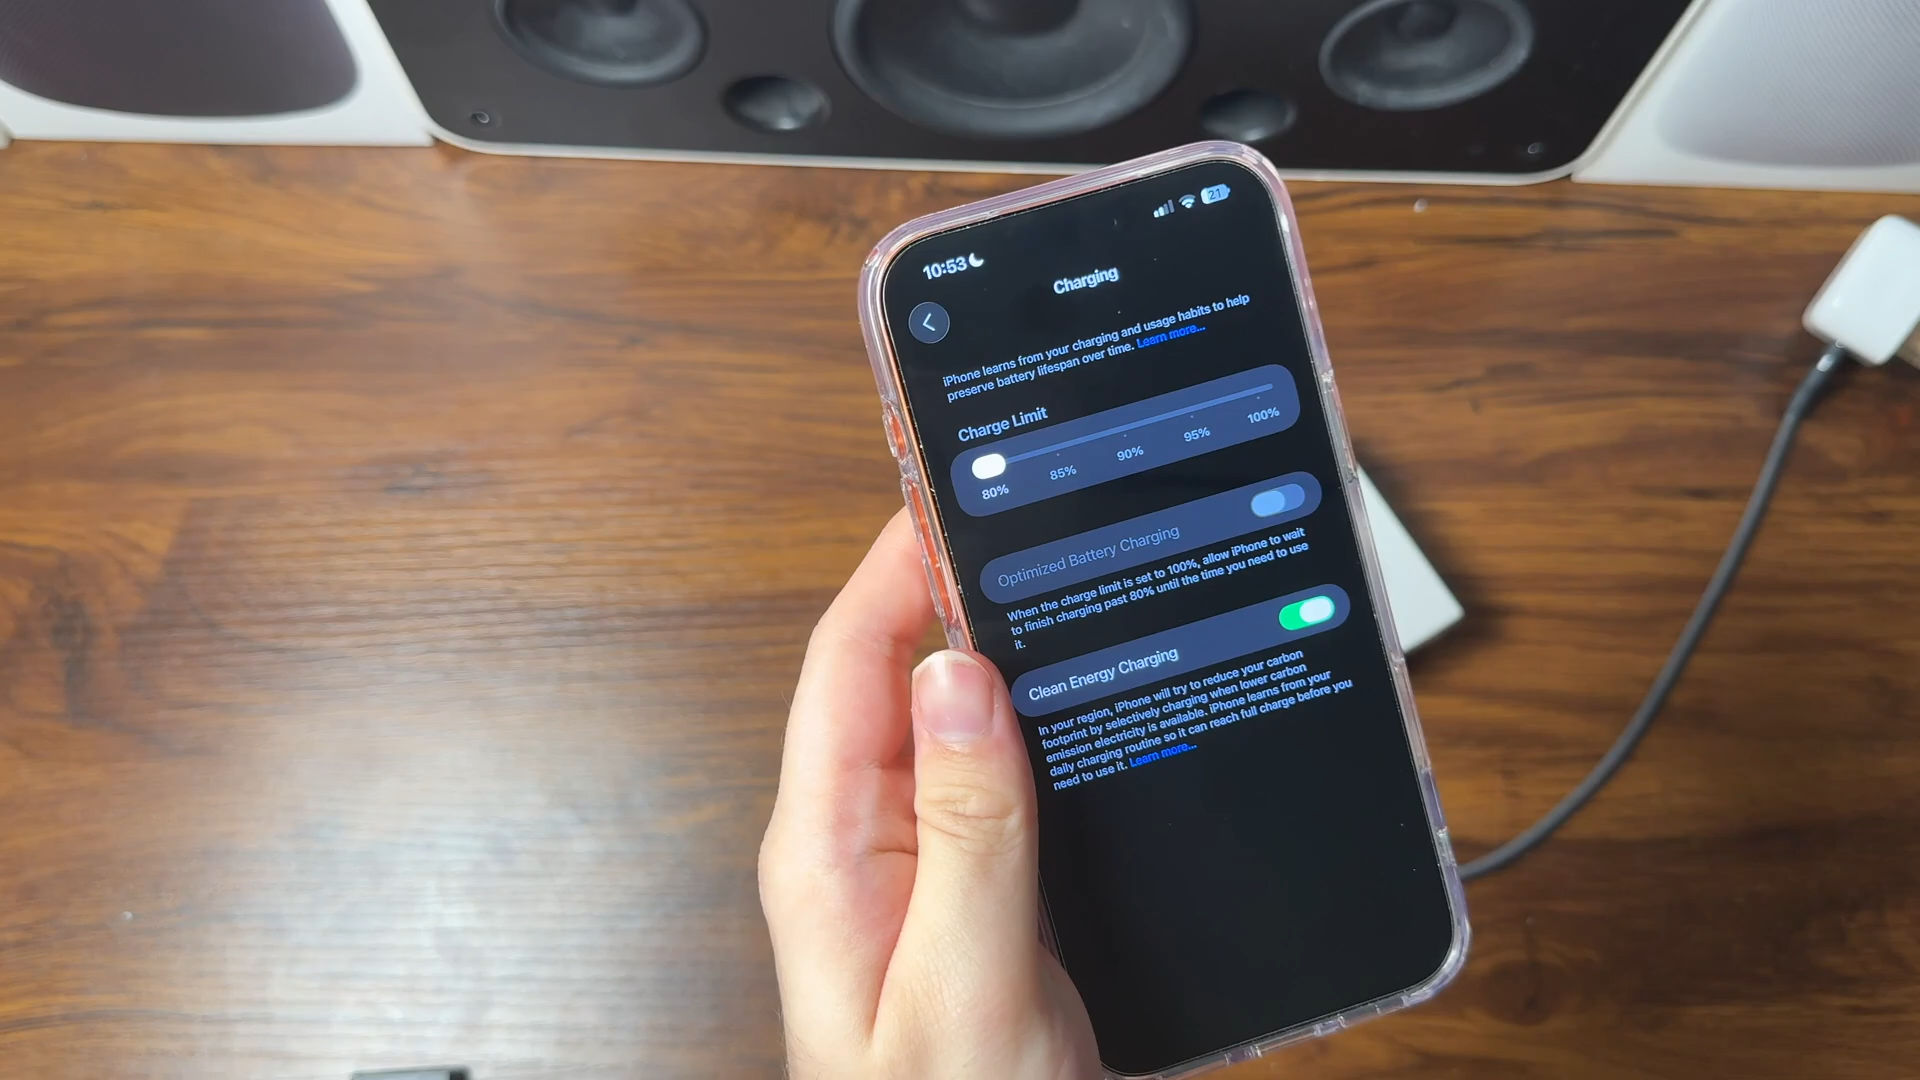 10:53
21
Charging
iPhone learns from your charging and usage habits to help
preserve battery lifespan over time. Learn more...
Charge Limit
80%
85%
90%
95%
100%
Optimized Battery Charging
When the charge limit is set to 100%, allow iPhone to wait
to finish charging past 80% until the time you need to use
it.
Clean Energy Charging
In your region, iPhone will try to reduce your carbon
footprint by selectively charging when lower carbon
emission electricity is available. iPhone learns from your
daily charging routine so it can reach full charge before you
need to use it. Learn more...